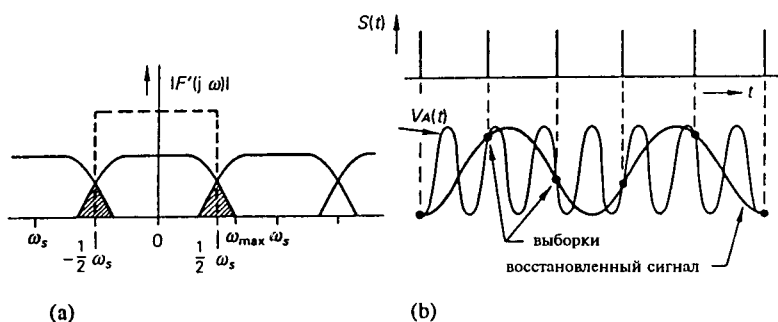 |F'(j ω)|
ω_s
-1/2 ω_s
0
1/2 ω_s
ω_max
ω_s
(a)
S(t)
t
V_A(t)
выборки
восстановленный сигнал
(b)